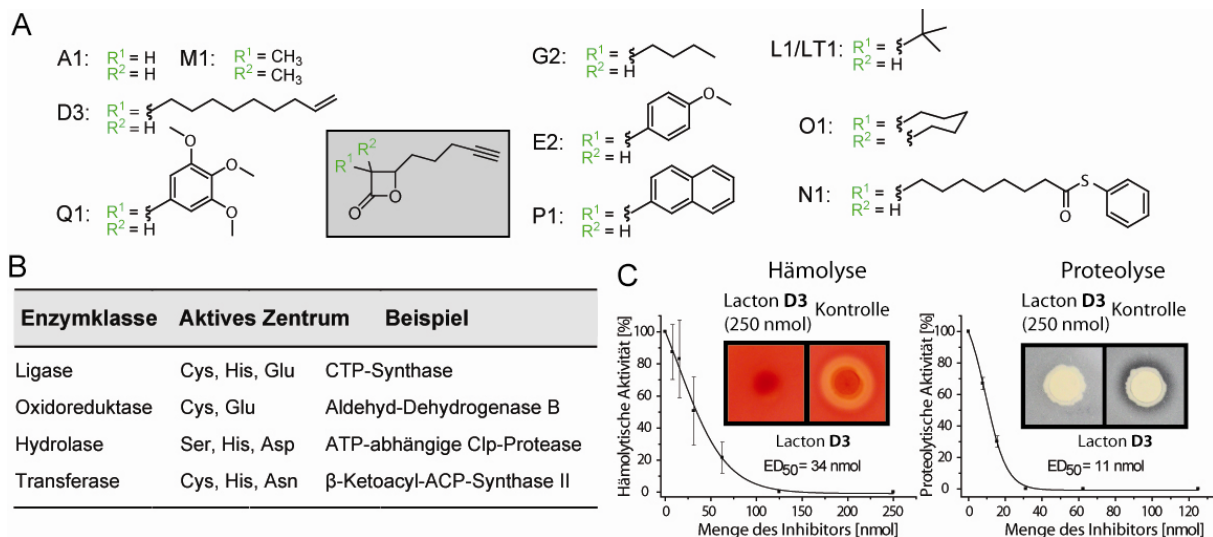 A
A1: R¹ = H
R² = H
M1: R¹ = CH₃
R² = CH₃
G2: R¹ =
R² = H
L1/LT1: R¹ =
R² = H
D3: R¹ =
R² = H
E2: R¹ =
R² = H
O
O1: R¹ =
R² =
Q1: R¹ =
R² = H
O
O
O
R¹
R²
O
O
P1: R¹ =
R² = H
N1: R¹ =
R² = H
S
O
B
Enzymklasse Aktives Zentrum Beispiel
Ligase Cys, His, Glu CTP-Synthase
Oxidoreduktase Cys, Glu Aldehyd-Dehydrogenase B
Hydrolase Ser, His, Asp ATP-abhängige Clp-Protease
Transferase Cys, His, Asn β-Ketoacyl-ACP-Synthase II
C
Hämolyse
Lacton D3 Kontrolle
(250 nmol)
Hämolytische Aktivität [%]
100
80
60
40
20
0
Lacton D3
ED₅₀= 34 nmol
0 50 100 150 200 250
Menge des Inhibitors [nmol]
Proteolyse
Lacton D3 Kontrolle
(250 nmol)
Proteolytische Aktivität [%]
100
80
60
40
20
0
Lacton D3
ED₅₀= 11 nmol
0 20 40 60 80 100 120
Menge des Inhibitors [nmol]